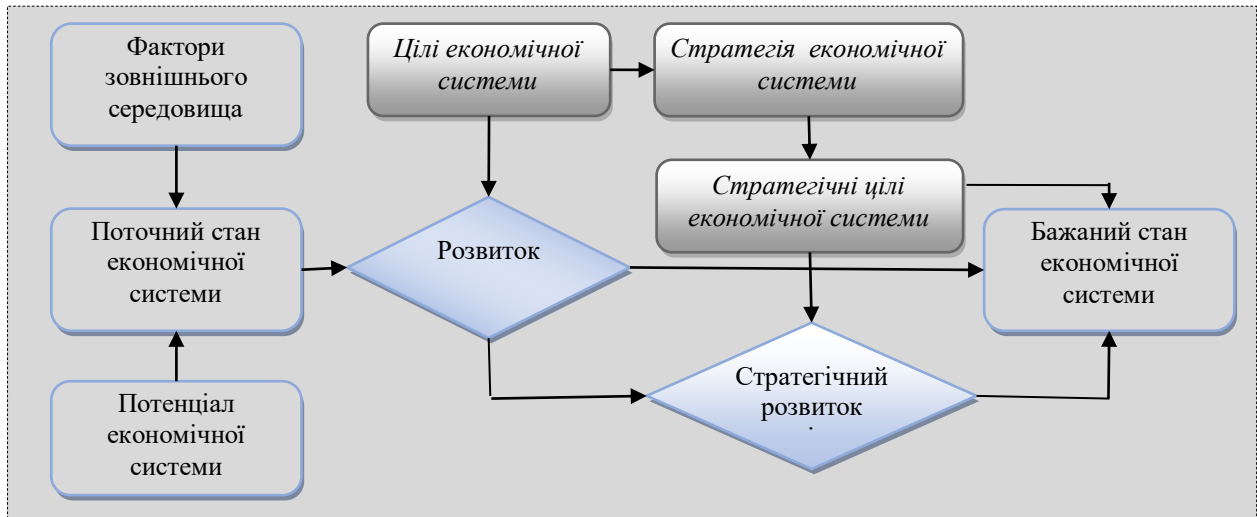 Фактори
зовнішнього
середовища
Цілі економічної
системи
Стратегія економічної
системи
Стратегічні цілі
економічної системи
Поточний стан
економічної
системи
Розвиток
Бажаний стан
економічної
системи
Стратегічний
розвиток
.
Потенціал
економічної
системи